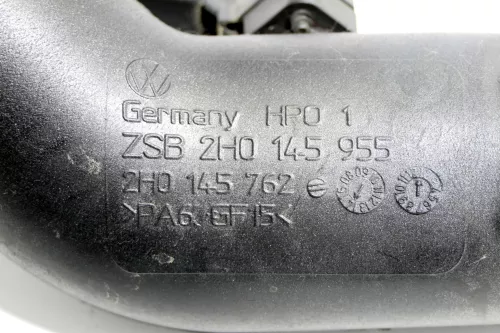 Germany HPO 1
ZSB 2H0 145 955
2H0 145 762
>PA6.GF15<